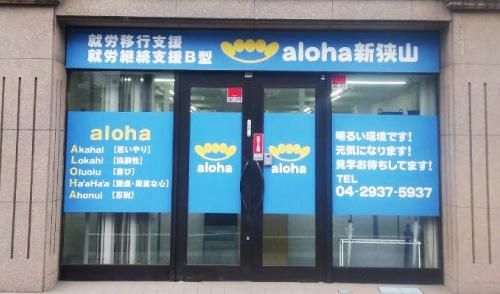 就労移行支援
就労継続支援B型
aloha新狭山
aloha
Akahai [思いやり]
Lokahi [協調性]
Oluolu [喜び]
Ha'aHa'a [謙虚・素直な心]
Ahonui [忍耐]
aloha
aloha
明るい環境です!
元気になります!
見学お待ちしてます!
TEL
04-2937-5937